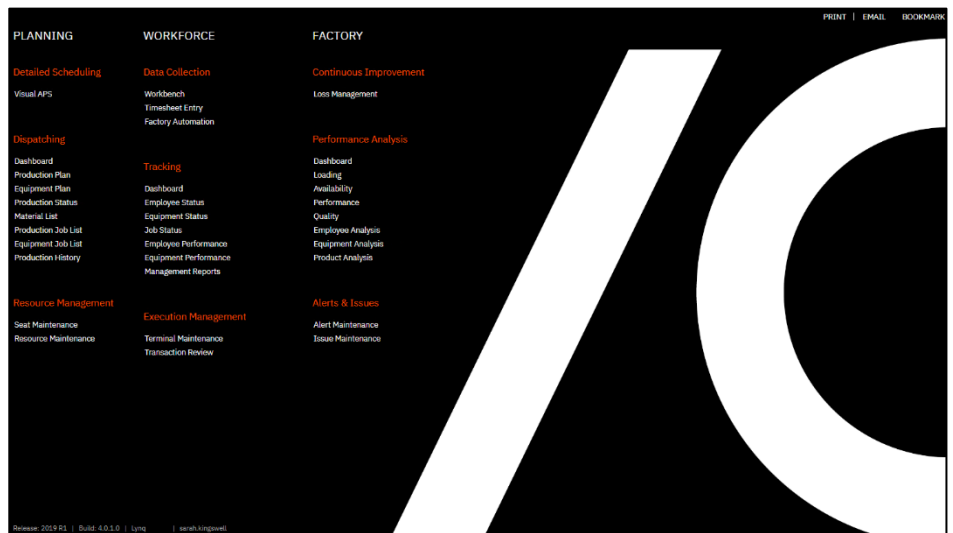 PRINT | EMAIL BOOKMARK
PLANNING
Detailed Scheduling
Visual APS
Dispatching
Dashboard
Production Plan
Equipment Plan
Production Status
Material List
Production Job List
Equipment Job List
Production History
Resource Management
Seat Maintenance
Resource Maintenance
WORKFORCE
Data Collection
Workbench
Timesheet Entry
Factory Automation
Tracking
Dashboard
Employee Status
Equipment Status
Job Status
Employee Performance
Equipment Performance
Management Reports
Execution Management
Terminal Maintenance
Transaction Review
FACTORY
Continuous Improvement
Loss Management
Performance Analysis
Dashboard
Loading
Availability
Performance
Quality
Employee Analysis
Equipment Analysis
Product Analysis
Alerts & Issues
Alert Maintenance
Issue Maintenance
Release: 2019 R1 | Build: 4.0.1.0 | Lynq | sarah.kingswell